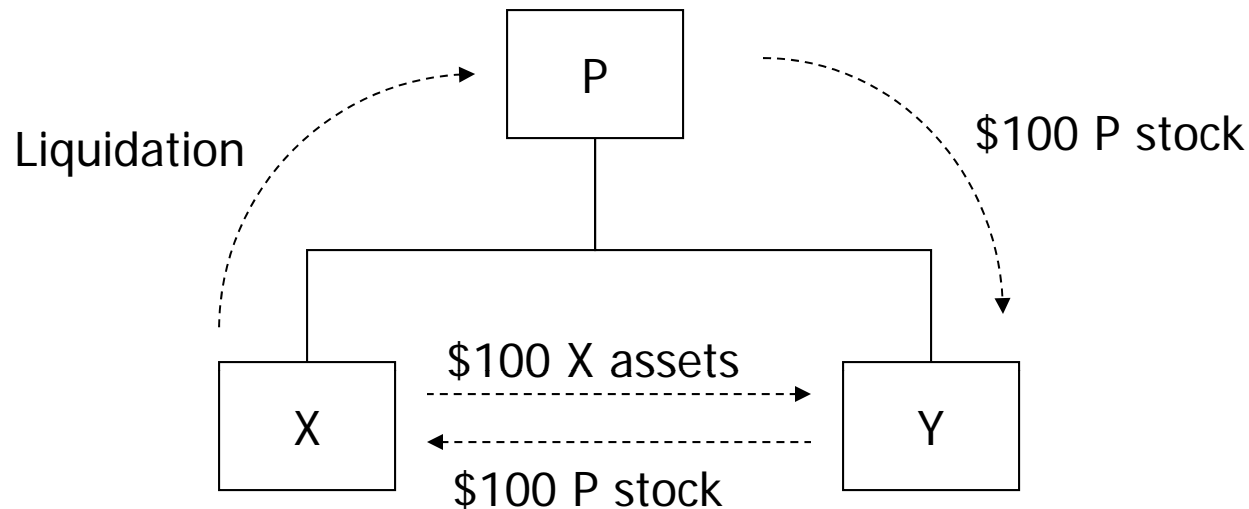 P
Liquidation
$100 P stock
$100 X assets
X
Y
$100 P stock